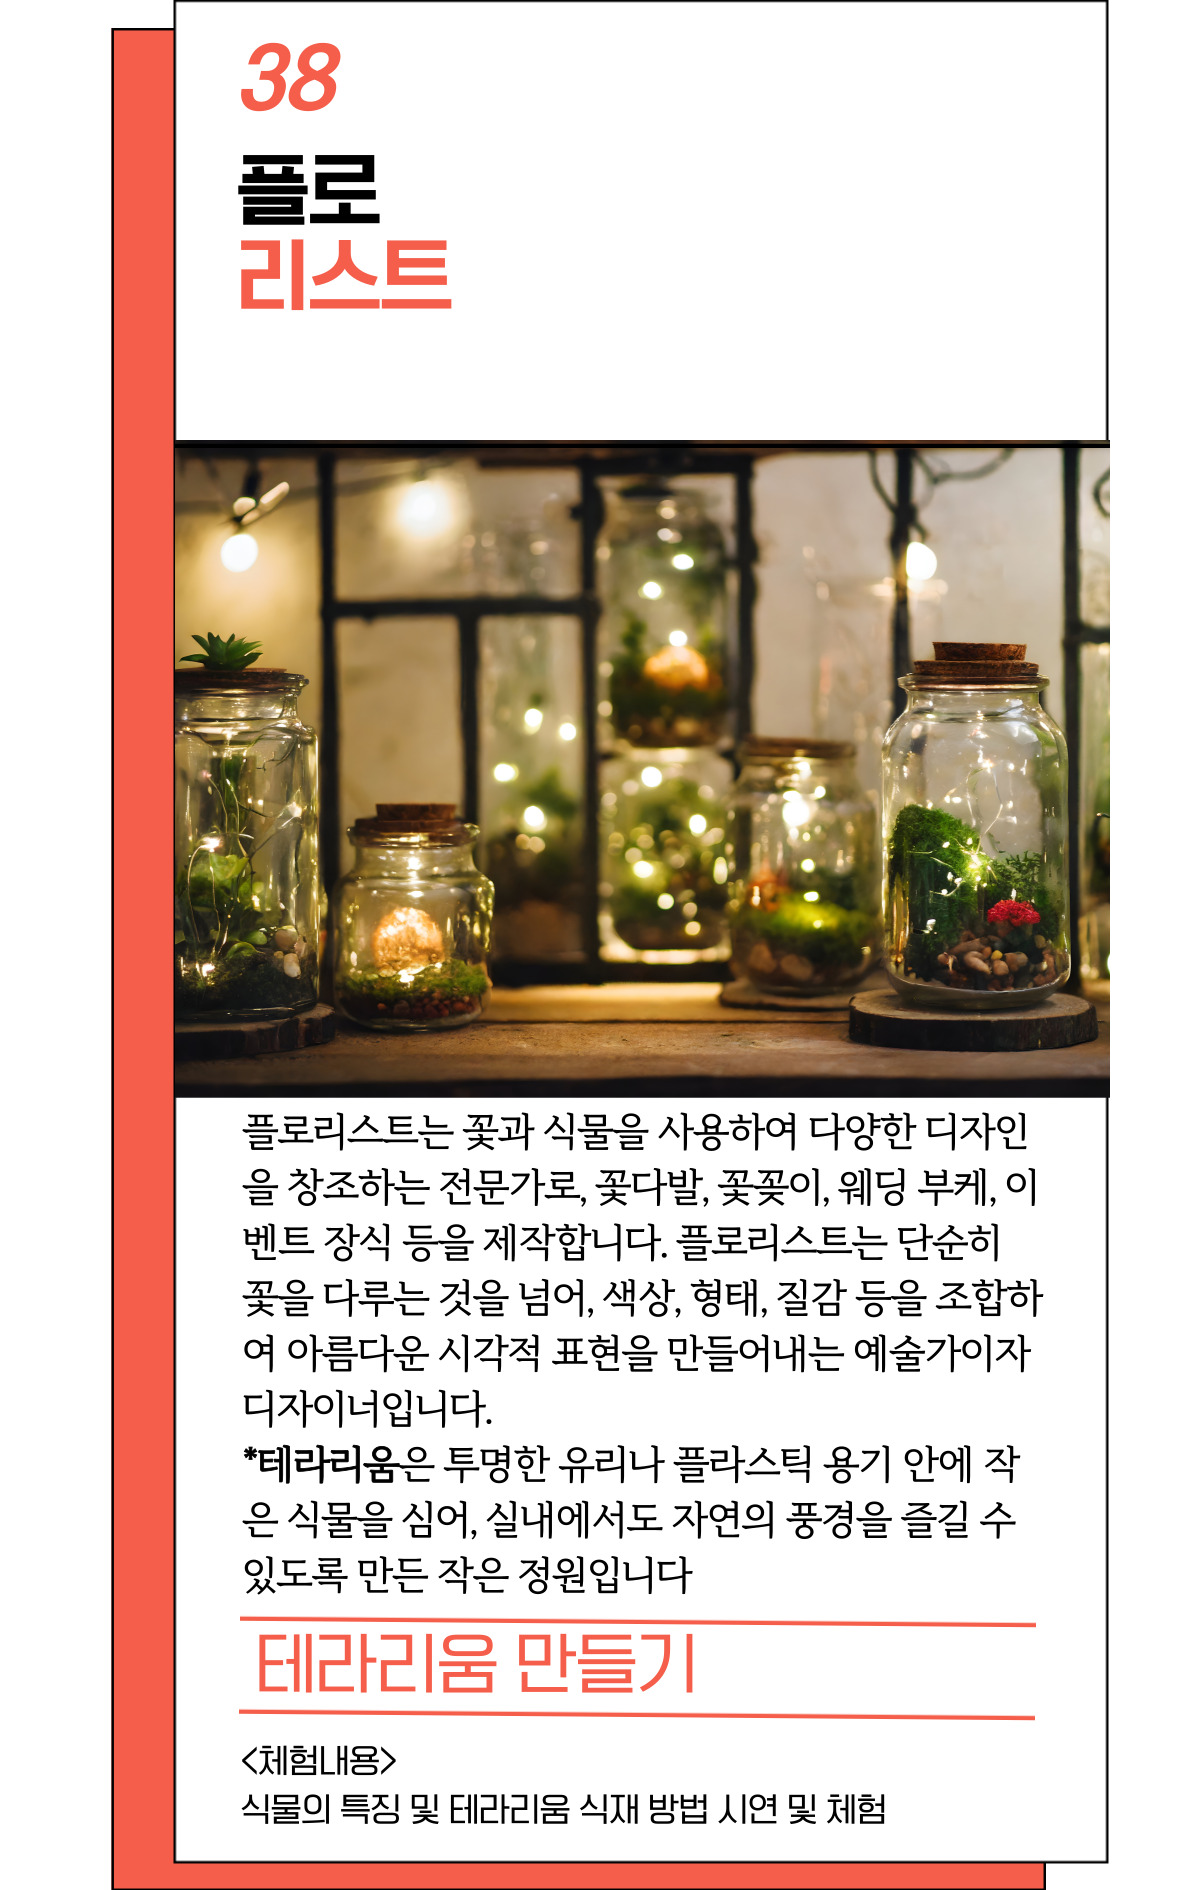 38
플로
리스트
플로리스트는 꽃과 식물을 사용하여 다양한 디자인
을 창조하는 전문가로, 꽃다발, 꽃꽂이, 웨딩 부케, 이
벤트 장식 등을 제작합니다. 플로리스트는 단순히
꽃을 다루는 것을 넘어, 색상, 형태, 질감 등을 조합하
여 아름다운 시각적 표현을 만들어내는 예술가이자
디자이너입니다.
*테라리움은 투명한 유리나 플라스틱 용기 안에 작
은 식물을 심어, 실내에서도 자연의 풍경을 즐길 수
있도록 만든 작은 정원입니다
테라리움 만들기
<체험내용>
식물의 특징 및 테라리움 식재 방법 시연 및 체험